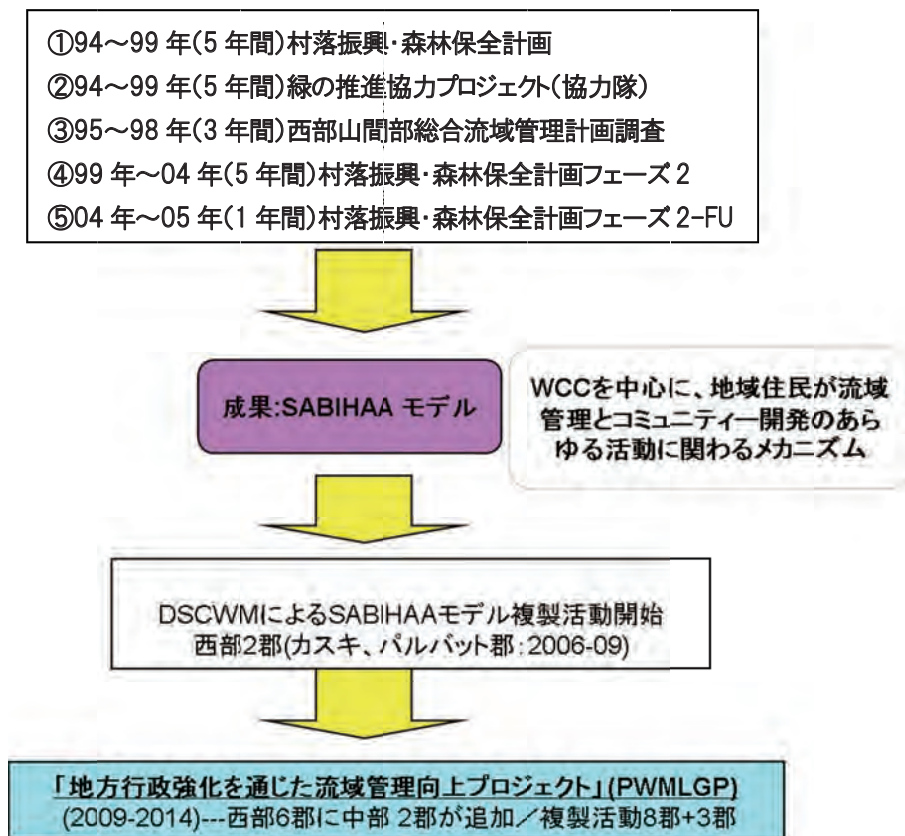 ①94～99 年(5 年間)村落振興・森林保全計画
②94～99 年(5 年間)緑の推進協力プロジェクト(協力隊)
③95～98 年(3 年間)西部山間部総合流域管理計画調査
④99 年～04 年(5 年間)村落振興・森林保全計画フェーズ 2
⑤04 年～05 年(1 年間)村落振興・森林保全計画フェーズ 2-FU
成果:SABIHAA モデル
WCCを中心に、地域住民が流域
管理とコミュニティー開発のあら
ゆる活動に関わるメカニズム
DSCWMによるSABIHAAモデル複製活動開始
西部2郡(カスキ、パルバット郡:2006-09)
「地方行政強化を通じた流域管理向上プロジェクト」(PWMLGP)
(2009-2014)---西部6郡に中部 2郡が追加／複製活動8郡+3郡